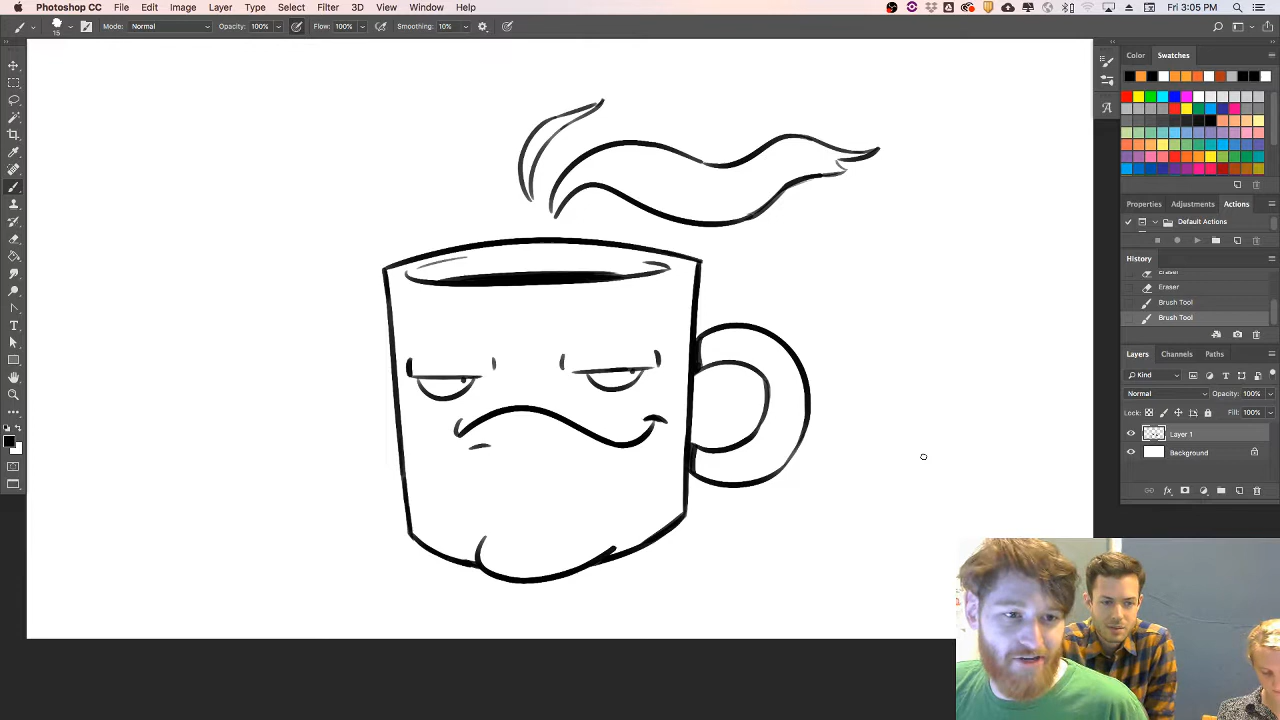 Photoshop CC File Edit Image Layer Type Select Filter 3D View Window Help Fri 3:05 PM
15 Mode: Normal Opacity: 100% Flow: 100% Smoothing: 10%
Color Swatches
A
T
Properties Adjustments Actions
Default Actions
History
Eraser
Eraser
Brush Tool
Brush Tool
Layers Channels Paths
Kind
Normal Opacity: 100%
Lock: Fill: 100%
Layer 1
Background